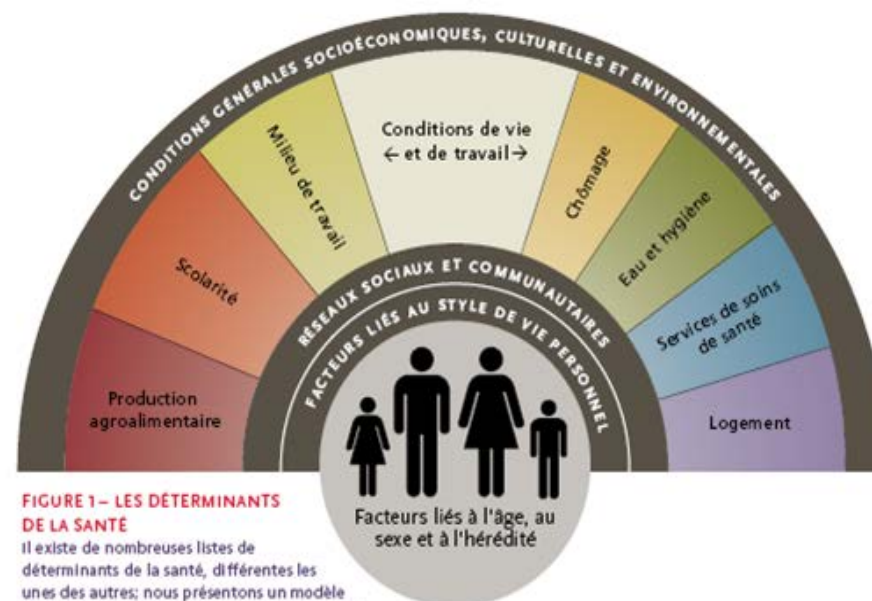 CONDITIONS GÉNÉRALES SOCIOÉCONOMIQUES, CULTURELLES ET ENVIRONNEMENTALES
Production
agroalimentaire
Scolarité
Milieu de travail
Conditions de vie
← et de travail →
Chômage
Eau et hygiène
Services de soins
de santé
Logement
RÉSEAUX SOCIAUX ET COMMUNAUTAIRES
FACTEURS LIÉS AU STYLE DE VIE PERSONNEL
Facteurs liés à l'âge, au
sexe et à l'hérédité
FIGURE 1 – LES DÉTERMINANTS
DE LA SANTÉ
Il existe de nombreuses listes de
déterminants de la santé, différentes les
unes des autres; nous présentons un modèle